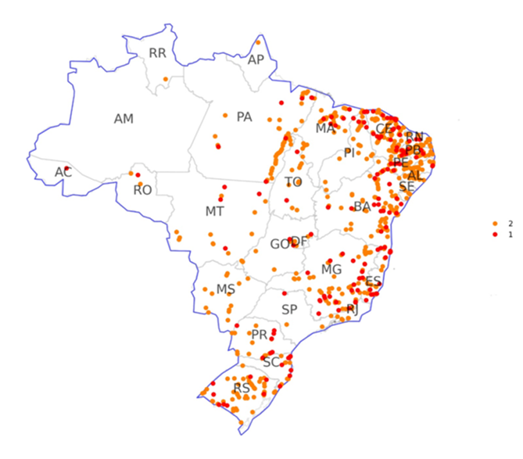 RR
AP
AM
PA
MA
CE
RN
PB
PI
PE
AL
SE
AC
RO
TO
BA
MT
GO
DF
MG
ES
MS
SP
RJ
PR
SC
RS
2
1